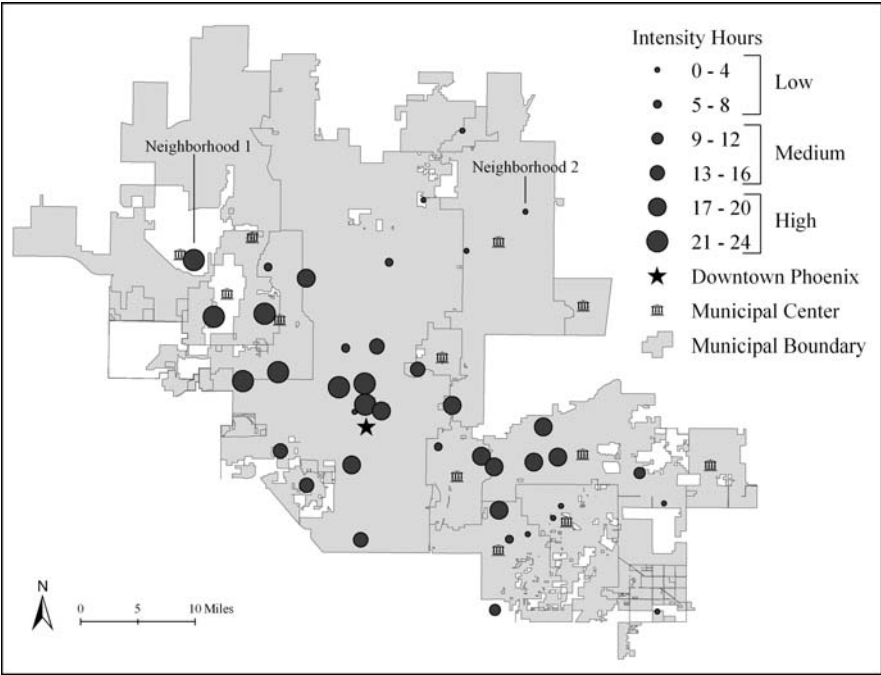 Intensity Hours
0 - 4
5 - 8
Low
9 - 12
13 - 16
Medium
17 - 20
21 - 24
High
Downtown Phoenix
Municipal Center
Municipal Boundary
Neighborhood 1
Neighborhood 2
N
0 5 10 Miles